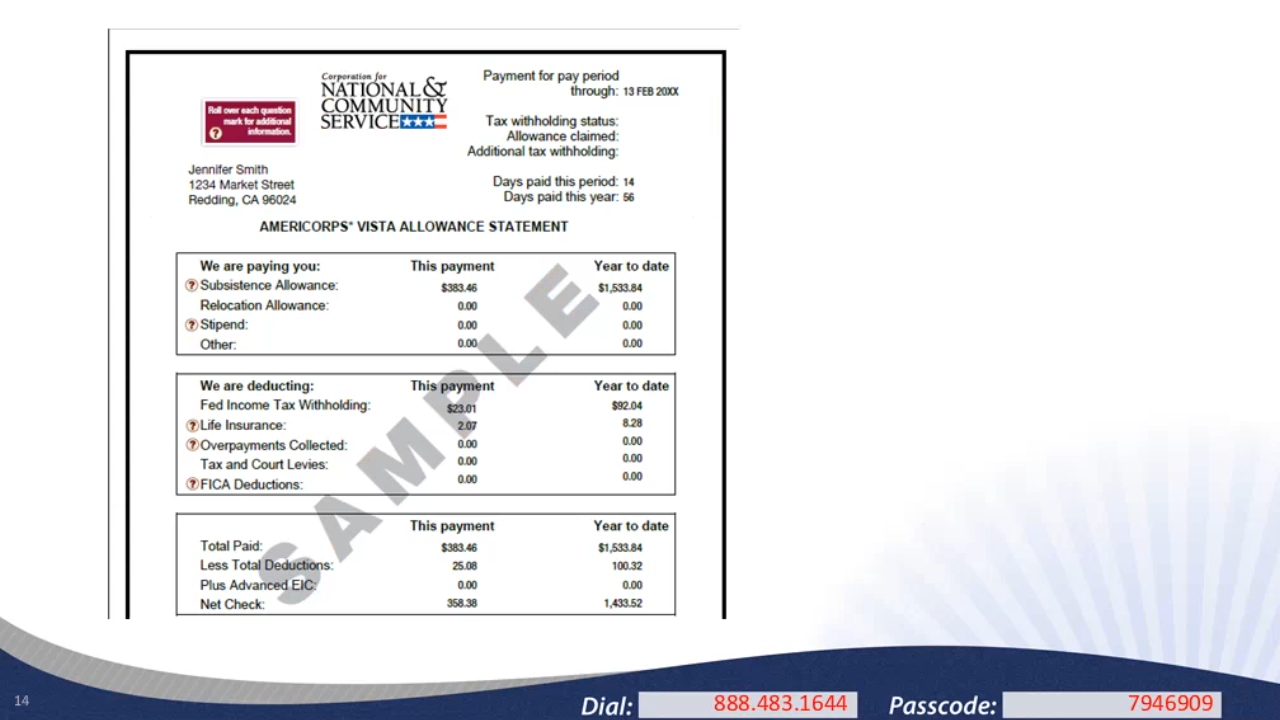 Corporation for
NATIONAL &
COMMUNITY
SERVICE
Roll over each question
mark for additional
information.
?
Payment for pay period
through: 13 FEB 20XX
Tax withholding status:
Allowance claimed:
Additional tax withholding:
Jennifer Smith
1234 Market Street
Redding, CA 96024
Days paid this period: 14
Days paid this year: 56
AMERICORPS* VISTA ALLOWANCE STATEMENT
We are paying you: This payment Year to date
? Subsistence Allowance: $383.46 $1,533.84
Relocation Allowance: 0.00 0.00
? Stipend: 0.00 0.00
Other: 0.00 0.00
We are deducting: This payment Year to date
Fed Income Tax Withholding: $23.01 $92.04
? Life Insurance: 2.07 8.28
? Overpayments Collected: 0.00 0.00
Tax and Court Levies: 0.00 0.00
? FICA Deductions: 0.00 0.00
This payment Year to date
Total Paid: $383.46 $1,533.84
Less Total Deductions: 25.08 100.32
Plus Advanced EIC: 0.00 0.00
Net Check: 358.38 1,433.52
SAMPLE
14
Dial: 888.483.1644 Passcode: 7946909